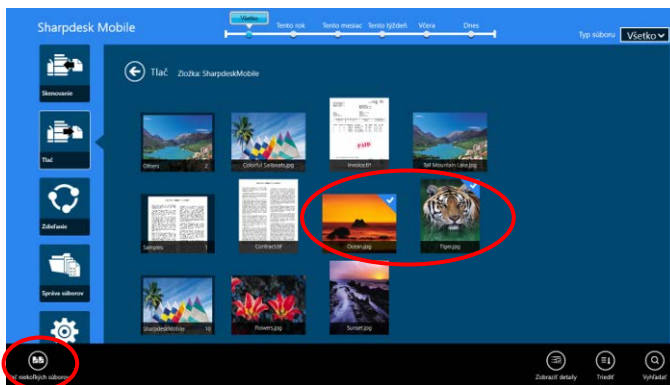 Sharpdesk Mobile
Všetko
Tento rok
Tento mesiac
Tento týždeň
Včera
Dnes
Typ súboru
Všetko
Skenovanie
Tlač
Zdieľanie
Správa súborov
Tlač Zložka: SharpdeskMobile
Others 2
Colorful Sailboats.jpg
Invoice.tif
Tall Mountain Lake.jpg
PAID
Samples 1
Contract.tif
Ocean.jpg
Tiger.jpg
SharpdeskMobile 10
Flowers.jpg
Sunset.jpg
niekoľkých súborov
Zobraziť detaily
Triediť
Vyhľadať